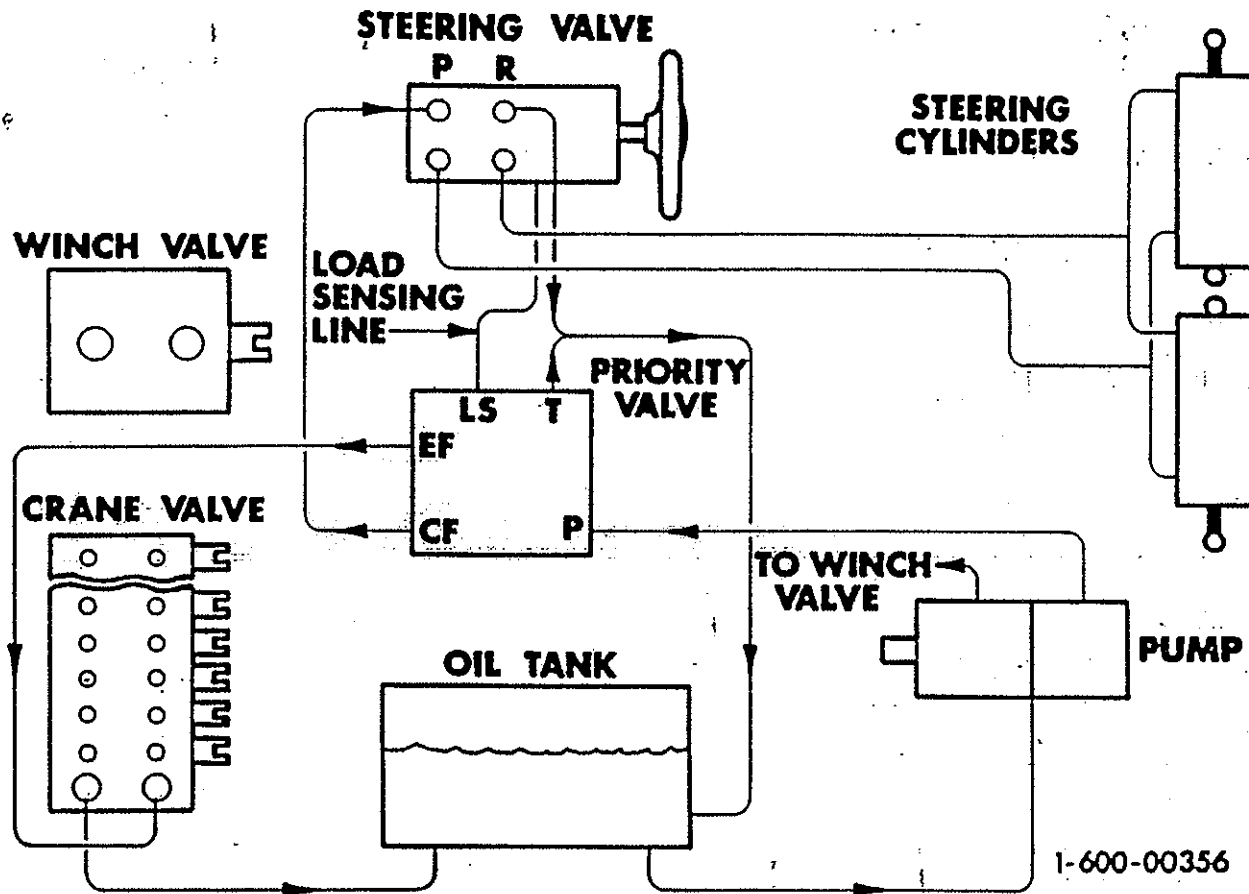 STEERING VALVE
P R
STEERING
CYLINDERS
WINCH VALVE
LOAD
SENSING
LINE
PRIORITY
VALVE
LS T
EF
CRANE VALVE
CF P
TO WINCH
VALVE
OIL TANK
PUMP
1-600-00356